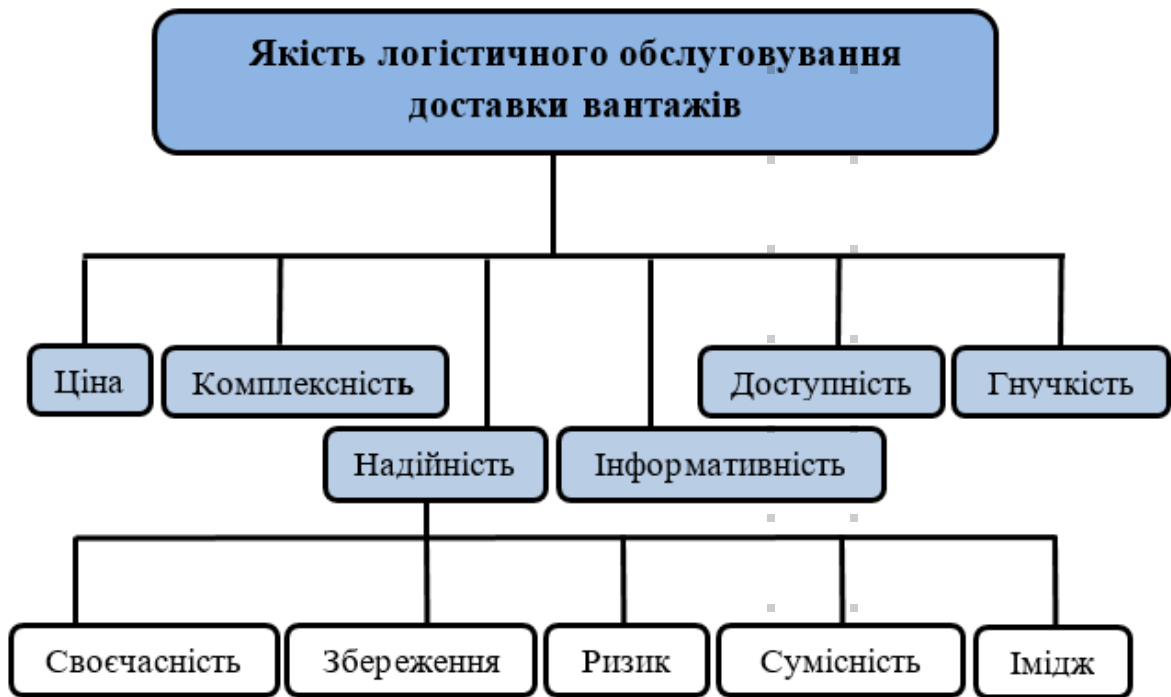 Якість логістичного обслуговування
доставки вантажів
Ціна
Комплексність
Доступність
Гнучкість
Надійність
Інформативність
Своєчасність
Збереження
Ризик
Сумісність
Імідж